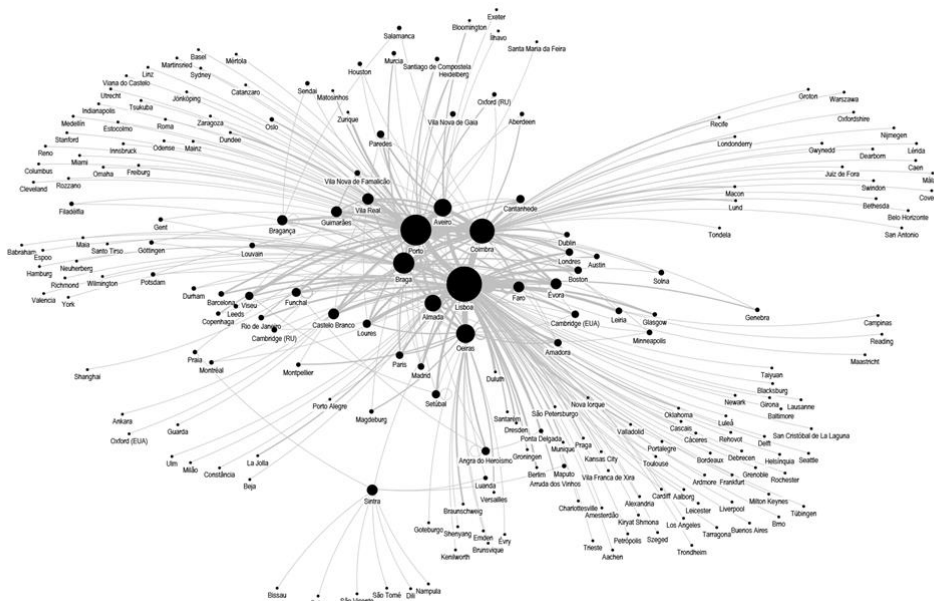 Exeter
Bloomington
Ílhavo
Salamanca
Santa Maria da Feira
Basel
Mértola
Murcia
Santiago de Compostela
Martinsried
Linz
Sydney
Houston
Heidelberg
Viana do Castelo
Catanzaro
Sendai
Utrecht
Jönköping
Matosinhos
Oxford (RU)
Groton
Warszawa
Indianapolis
Tsukuba
Zurique
Vila Nova de Gaia
Aberdeen
Oxfordshire
Medellín
Estocolmo
Roma
Zaragoza
Oslo
Recife
Stanford
Dundee
Paredes
Londonderry
Nijmegen
Reno
Innsbruck
Odense
Mainz
Gwynedd
Dearborn
Lérida
Columbus
Miami
Omaha
Freiburg
Juiz de Fora
Caen
Cleveland
Rozzano
Vila Nova de Famalicão
Swindon
Filadélfia
Vila Real
Cantanhede
Macon
Bethesda
Guimarães
Aveiro
Lund
Belo Horizonte
Gent
Bragança
Porto
Coimbra
Tondela
San Antonio
Babraham
Maia
Santo Tirso
Göttingen
Louvain
Dublin
Espoo
Londres
Austin
Hamburg
Neuherberg
Braga
Boston
Richmond
Wilmington
Potsdam
Solna
Valencia
York
Durham
Barcelona
Viseu
Funchal
Lisboa
Faro
Évora
Copenhaga
Leeds
Almada
Genebra
Rio de Janeiro
Castelo Branco
Cambridge (EUA)
Leiria
Glasgow
Campinas
Cambridge (RU)
Loures
Oeiras
Minneapolis
Reading
Praia
Montréal
Paris
Amadora
Maastricht
Shanghai
Montpellier
Madrid
Duluth
Taiyuan
Blacksburg
Porto Alegre
Setúbal
Nova Iorque
Newark
Girona
Lausanne
Magdeburg
São Petersburgo
Oklahoma
Baltimore
Ankara
Santarém
Valladolid
Cascais
Luleå
Oxford (EUA)
Guarda
Dresden
Ponta Delgada
Portalegre
Cáceres
Rehovot
San Cristóbal de La Laguna
Munique
Praga
Toulouse
Bordeaux
Debrecen
Delft
Helsínquia
Seattle
Ulm
Milão
La Jolla
Angra do Heroísmo
Groningen
Kansas City
Grenoble
Constância
Berlim
Maputo
Vila Franca de Xira
Ardmore
Frankfurt
Rochester
Beja
Luanda
Arruda dos Vinhos
Sintra
Versailles
Alexandria
Cardiff
Aalborg
Milton Keynes
Braunschweig
Charlottesville
Leicester
Liverpool
Tübingen
Amesterdão
Kiryat Shmona
Los Angeles
Buenos Aires
Brno
Goteburgo
Shenyang
Emden
Évry
Petrópolis
Szeged
Tarragona
Brunsvique
Trieste
Trondheim
Kenilworth
Aachen
Bissau
São Tomé
Nampula
Dili
São Vicente